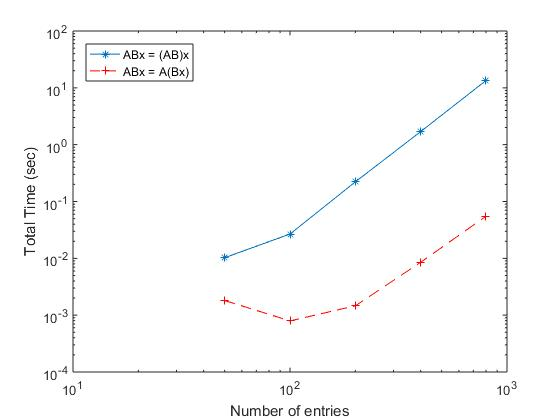 10^2
10^1
10^0
10^-1
10^-2
10^-3
10^-4
Total Time (sec)
ABx = (AB)x
ABx = A(Bx)
10^1 10^2 10^3
Number of entries